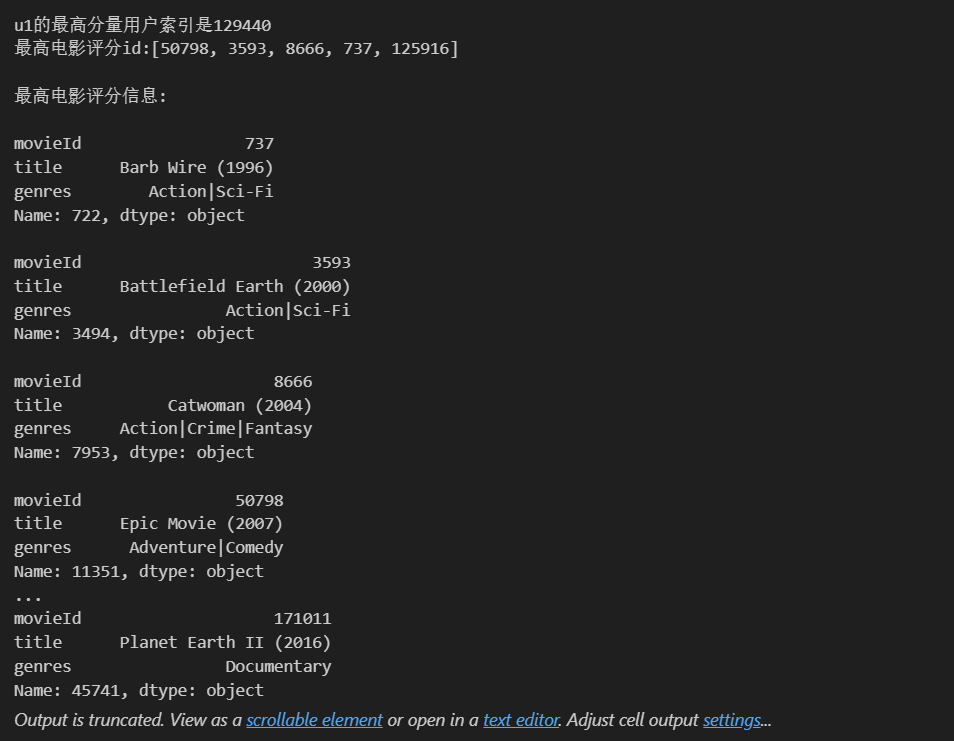 u1的最高分量用户索引是129440
最高电影评分id:[50798, 3593, 8666, 737, 125916]
最高电影评分信息:
movieId                 737
title    Barb Wire (1996)
genres        Action|Sci-Fi
Name: 722, dtype: object
movieId                        3593
title    Battlefield Earth (2000)
genres                Action|Sci-Fi
Name: 3494, dtype: object
movieId                    8666
title         Catwoman (2004)
genres     Action|Crime|Fantasy
Name: 7953, dtype: object
movieId                50798
title    Epic Movie (2007)
genres      Adventure|Comedy
Name: 11351, dtype: object
...
movieId                    171011
title    Planet Earth II (2016)
genres                Documentary
Name: 45741, dtype: object
Output is truncated. View as a scrollable element or open in a text editor. Adjust cell output settings...